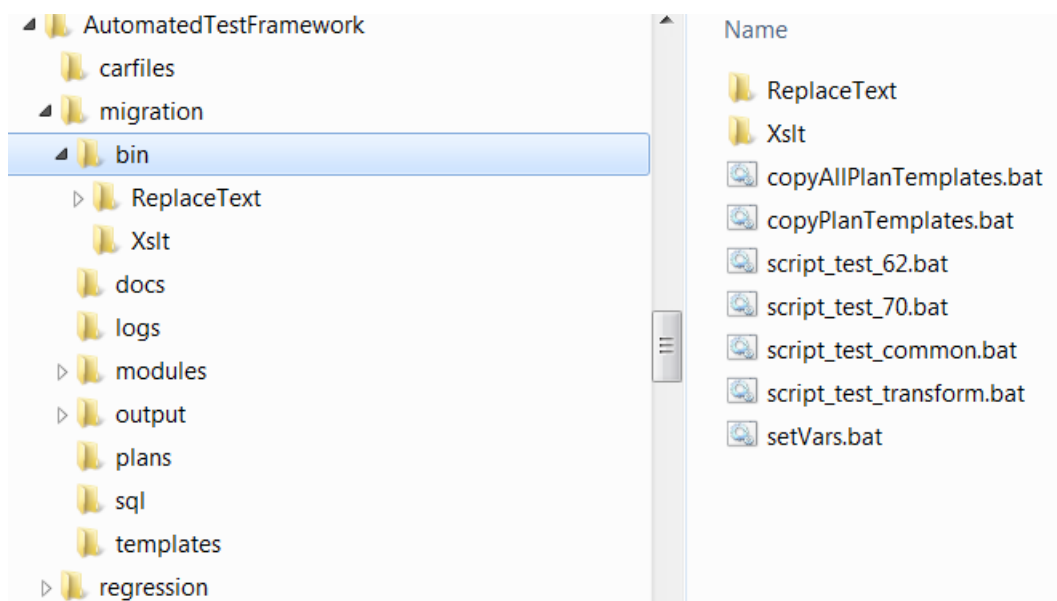 AutomatedTestFramework
carfiles
migration
bin
ReplaceText
Xslt
docs
logs
modules
output
plans
sql
templates
regression
Name
ReplaceText
Xslt
copyAllPlanTemplates.bat
copyPlanTemplates.bat
script_test_62.bat
script_test_70.bat
script_test_common.bat
script_test_transform.bat
setVars.bat